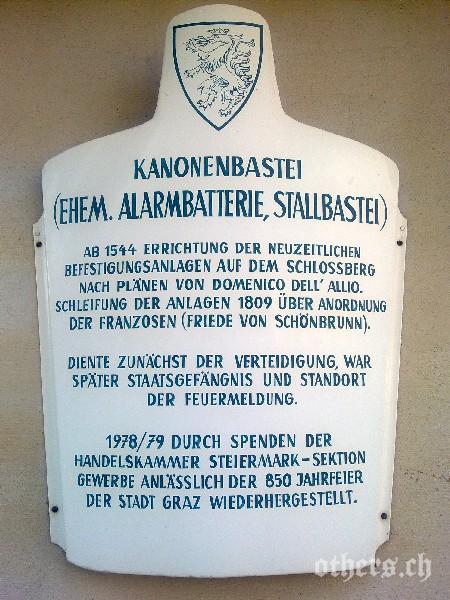 KANONENBASTEI
(EHEM. ALARMBATTERIE, STALLBASTEI)
AB 1544 ERRICHTUNG DER NEUZEITLICHEN
BEFESTIGUNGSANLAGEN AUF DEM SCHLOSSBERG
NACH PLÄNEN VON DOMENICO DELL'ALLIO.
SCHLEIFUNG DER ANLAGEN 1809 ÜBER ANORDNUNG
DER FRANZOSEN (FRIEDE VON SCHÖNBRUNN).
DIENTE ZUNÄCHST DER VERTEIDIGUNG, WAR
SPÄTER STAATSGEFÄNGNIS UND STANDORT
DER FEUERMELDUNG.
1978/79 DURCH SPENDEN DER
HANDELSKAMMER STEIERMARK-SEKTION
GEWERBE ANLÄSSLICH DER 850 JAHRFEIER
DER STADT GRAZ WIEDERHERGESTELLT.
others.ch